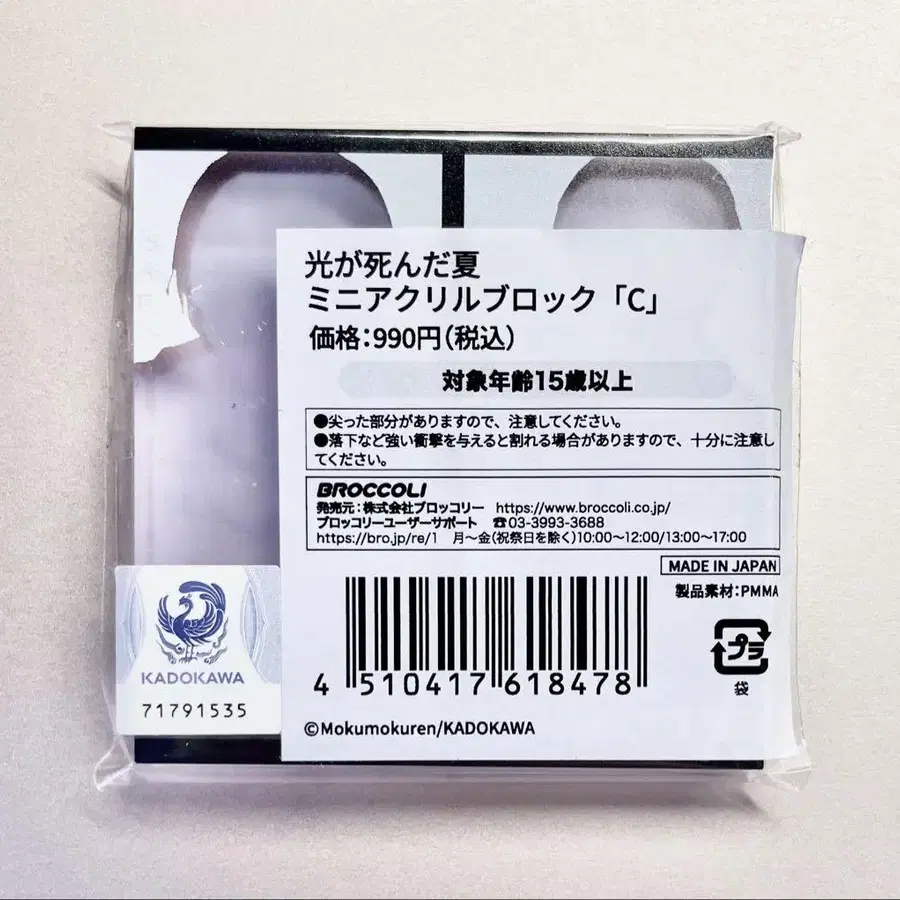 光が死んだ夏
ミニアクリルブロック「C」
価格:990円(税込)
対象年齢15歳以上
●尖った部分がありますので、注意してください。
●落下など強い衝撃を与えると割れる場合がありますので、十分に注意し
てください。
BROCCOLI
発売元:株式会社ブロッコリー https://www.broccoli.co.jp/
ブロッコリーユーザーサポート ☎03-3993-3688
https://bro.jp/re/1 月〜金(祝祭日を除く)10:00〜12:00/13:00〜17:00
MADE IN JAPAN
製品素材:PMMA
プラ
袋
KADOKAWA
71791535
4 510417 618478
©Mokumokuren/KADOKAWA